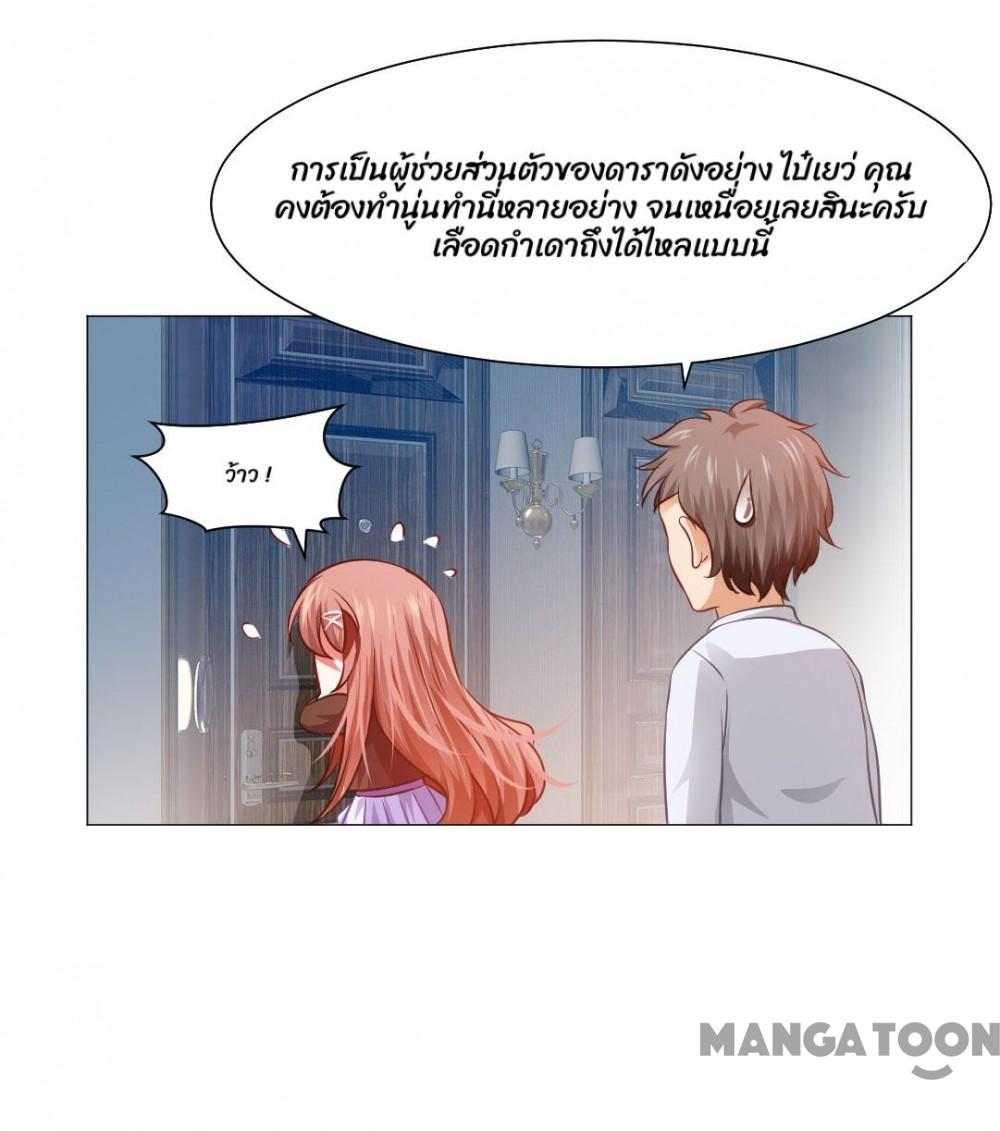 การเป็นผู้ช่วยส่วนตัวของดาราดังอย่าง ไป๋เยว่ คุณ
คงต้องทำนู่นทำนี่หลายอย่าง จนเหนื่อยเลยสินะครับ
เลือดกำเดาถึงได้ไหลแบบนี้
ว้าว !
MANGATOON